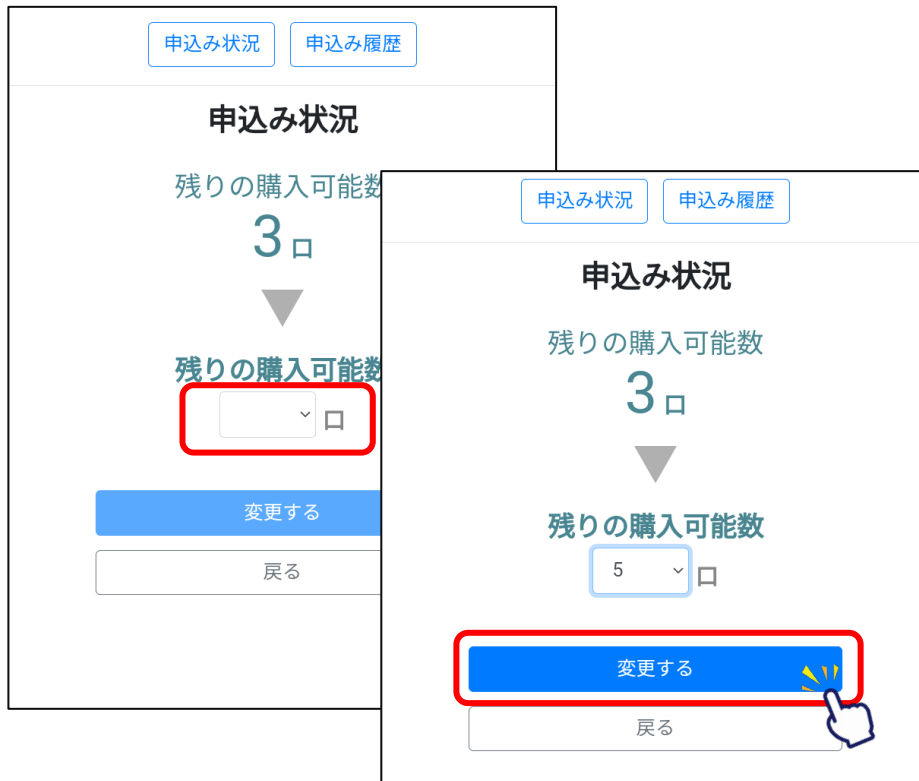 申込み状況 申込み履歴
申込み状況
残りの購入可能数
3 口
残りの購入可能数
口
変更する
戻る
申込み状況 申込み履歴
申込み状況
残りの購入可能数
3 口
残りの購入可能数
5 口
変更する
戻る